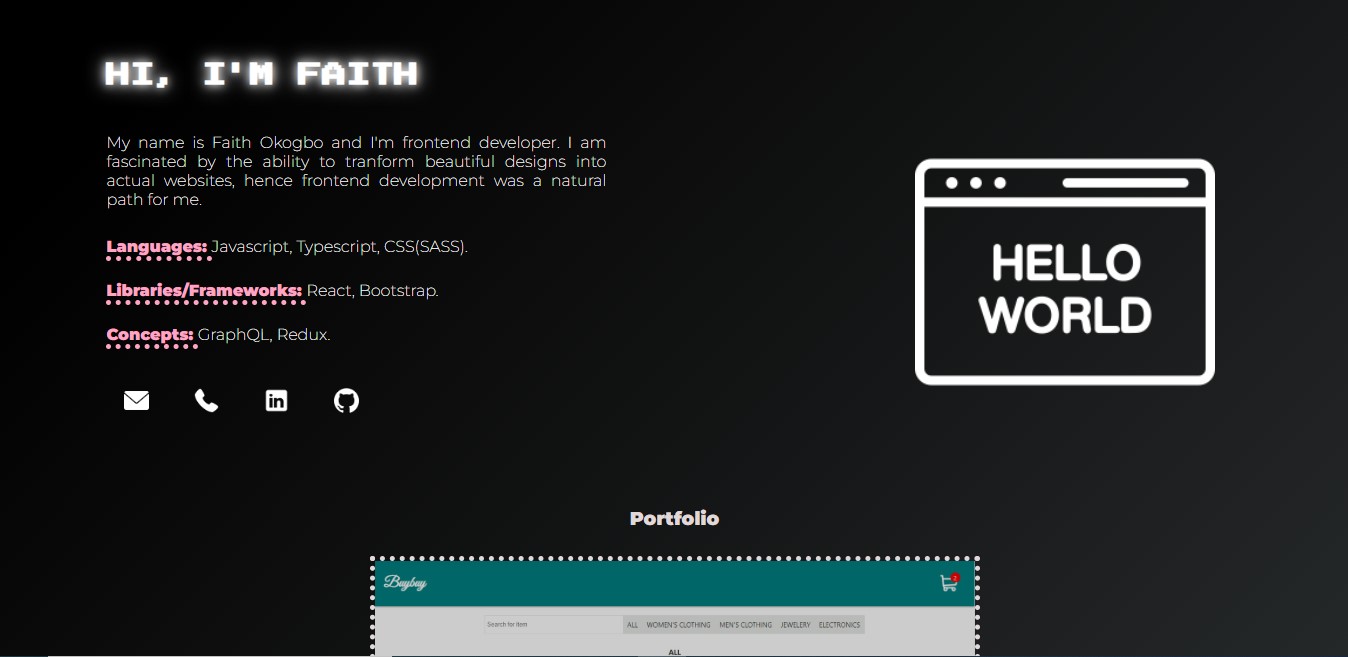 HI, I'M FAITH
My name is Faith Okogbo and I'm frontend developer. I am
fascinated by the ability to tranform beautiful designs into
actual websites, hence frontend development was a natural
path for me.
Languages: Javascript, Typescript, CSS(SASS).
HELLO
WORLD
Libraries/Frameworks: React, Bootstrap.
Concepts: GraphQL, Redux.
in
Portfolio
Buybuy
Search for item ALL WOMEN'S CLOTHING MEN'S CLOTHING JEWELERY ELECTRONICS
ALL